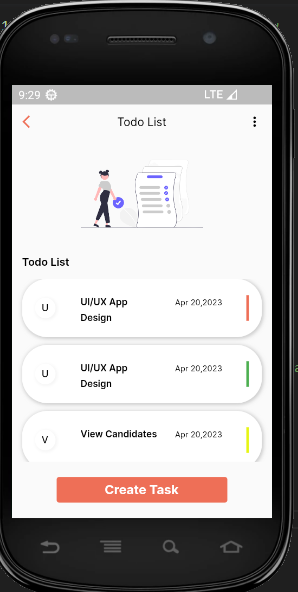 9:29 LTE
Todo List
Todo List
U UI/UX App Apr 20,2023
Design
U UI/UX App Apr 20,2023
Design
V View Candidates Apr 20,2023
Create Task